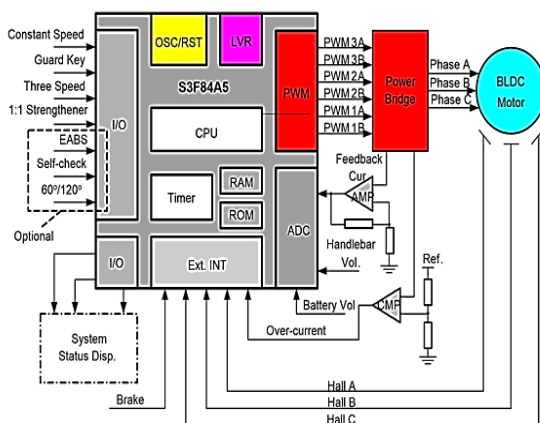 Constant Speed
Guard Key
Three Speed
1:1 Strengthener
EABS
Self-check
60º/120º
Optional
I/O
I/O
OSC/RST
LVR
S3F84A5
CPU
PWM
Timer
RAM
ROM
ADC
Ext. INT
PWM3A
PWM3B
PWM2A
PWM2B
PWM1A
PWM1B
Power
Bridge
Phase A
Phase B
Phase C
BLDC
Motor
Feedback
Cur.
AMP
Handlebar
Vol.
Ref.
Battery Vol
CMP
Over-current
System
Status Disp.
Brake
Hall A
Hall B
Hall C